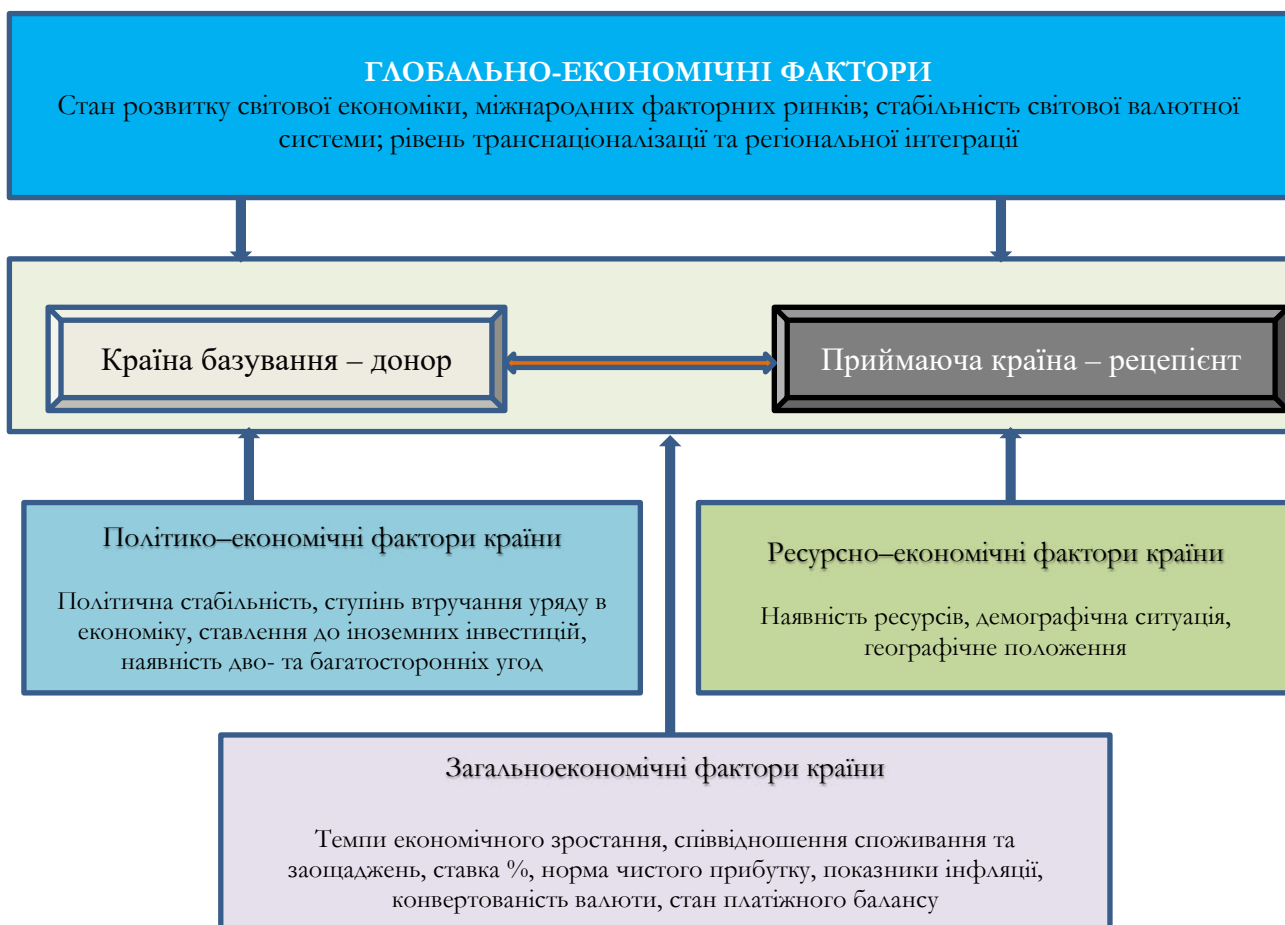 ГЛОБАЛЬНО-ЕКОНОМІЧНІ ФАКТОРИ
Стан розвитку світової економіки, міжнародних факторних ринків; стабільність світової валютної
системи; рівень транснаціоналізації та регіональної інтеграції
Країна базування – донор
Приймаюча країна – рецепієнт
Політико–економічні фактори країни
Політична стабільність, ступінь втручання уряду в
економіку, ставлення до іноземних інвестицій,
наявність дво- та багатосторонніх угод
Ресурсно–економічні фактори країни
Наявність ресурсів, демографічна ситуація,
географічне положення
Загальноекономічні фактори країни
Темпи економічного зростання, співвідношення споживання та
заощаджень, ставка %, норма чистого прибутку, показники інфляції,
конвертованість валюти, стан платіжного балансу